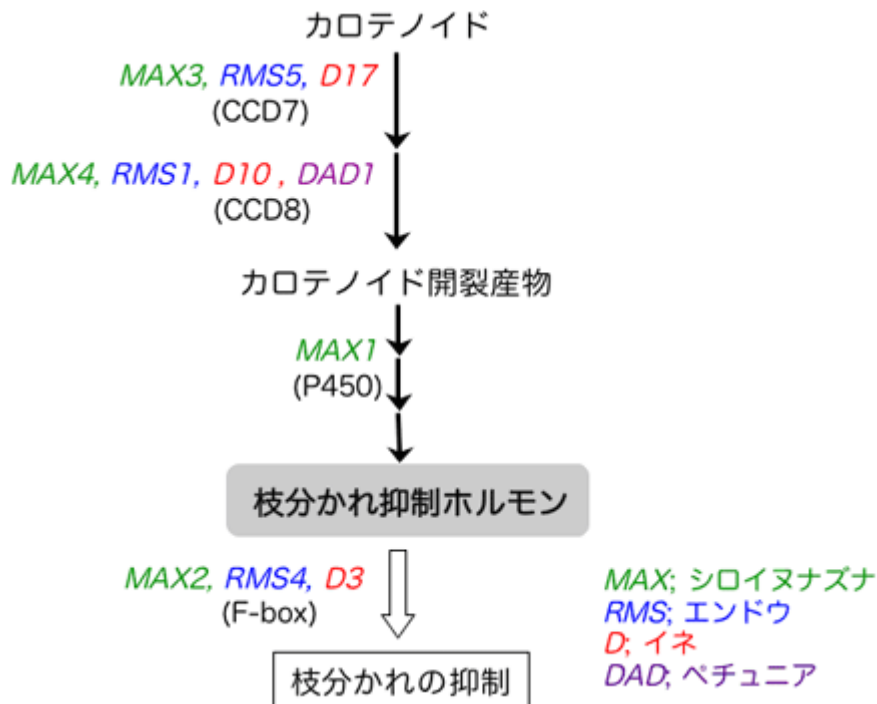 カロテノイド
MAX3, RMS5, D17
(CCD7)
MAX4, RMS1, D10 , DAD1
(CCD8)
カロテノイド開裂産物
MAX1
(P450)
枝分かれ抑制ホルモン
MAX2, RMS4, D3
(F-box)
枝分かれの抑制
MAX; シロイヌナズナ
RMS; エンドウ
D; イネ
DAD; ペチュニア